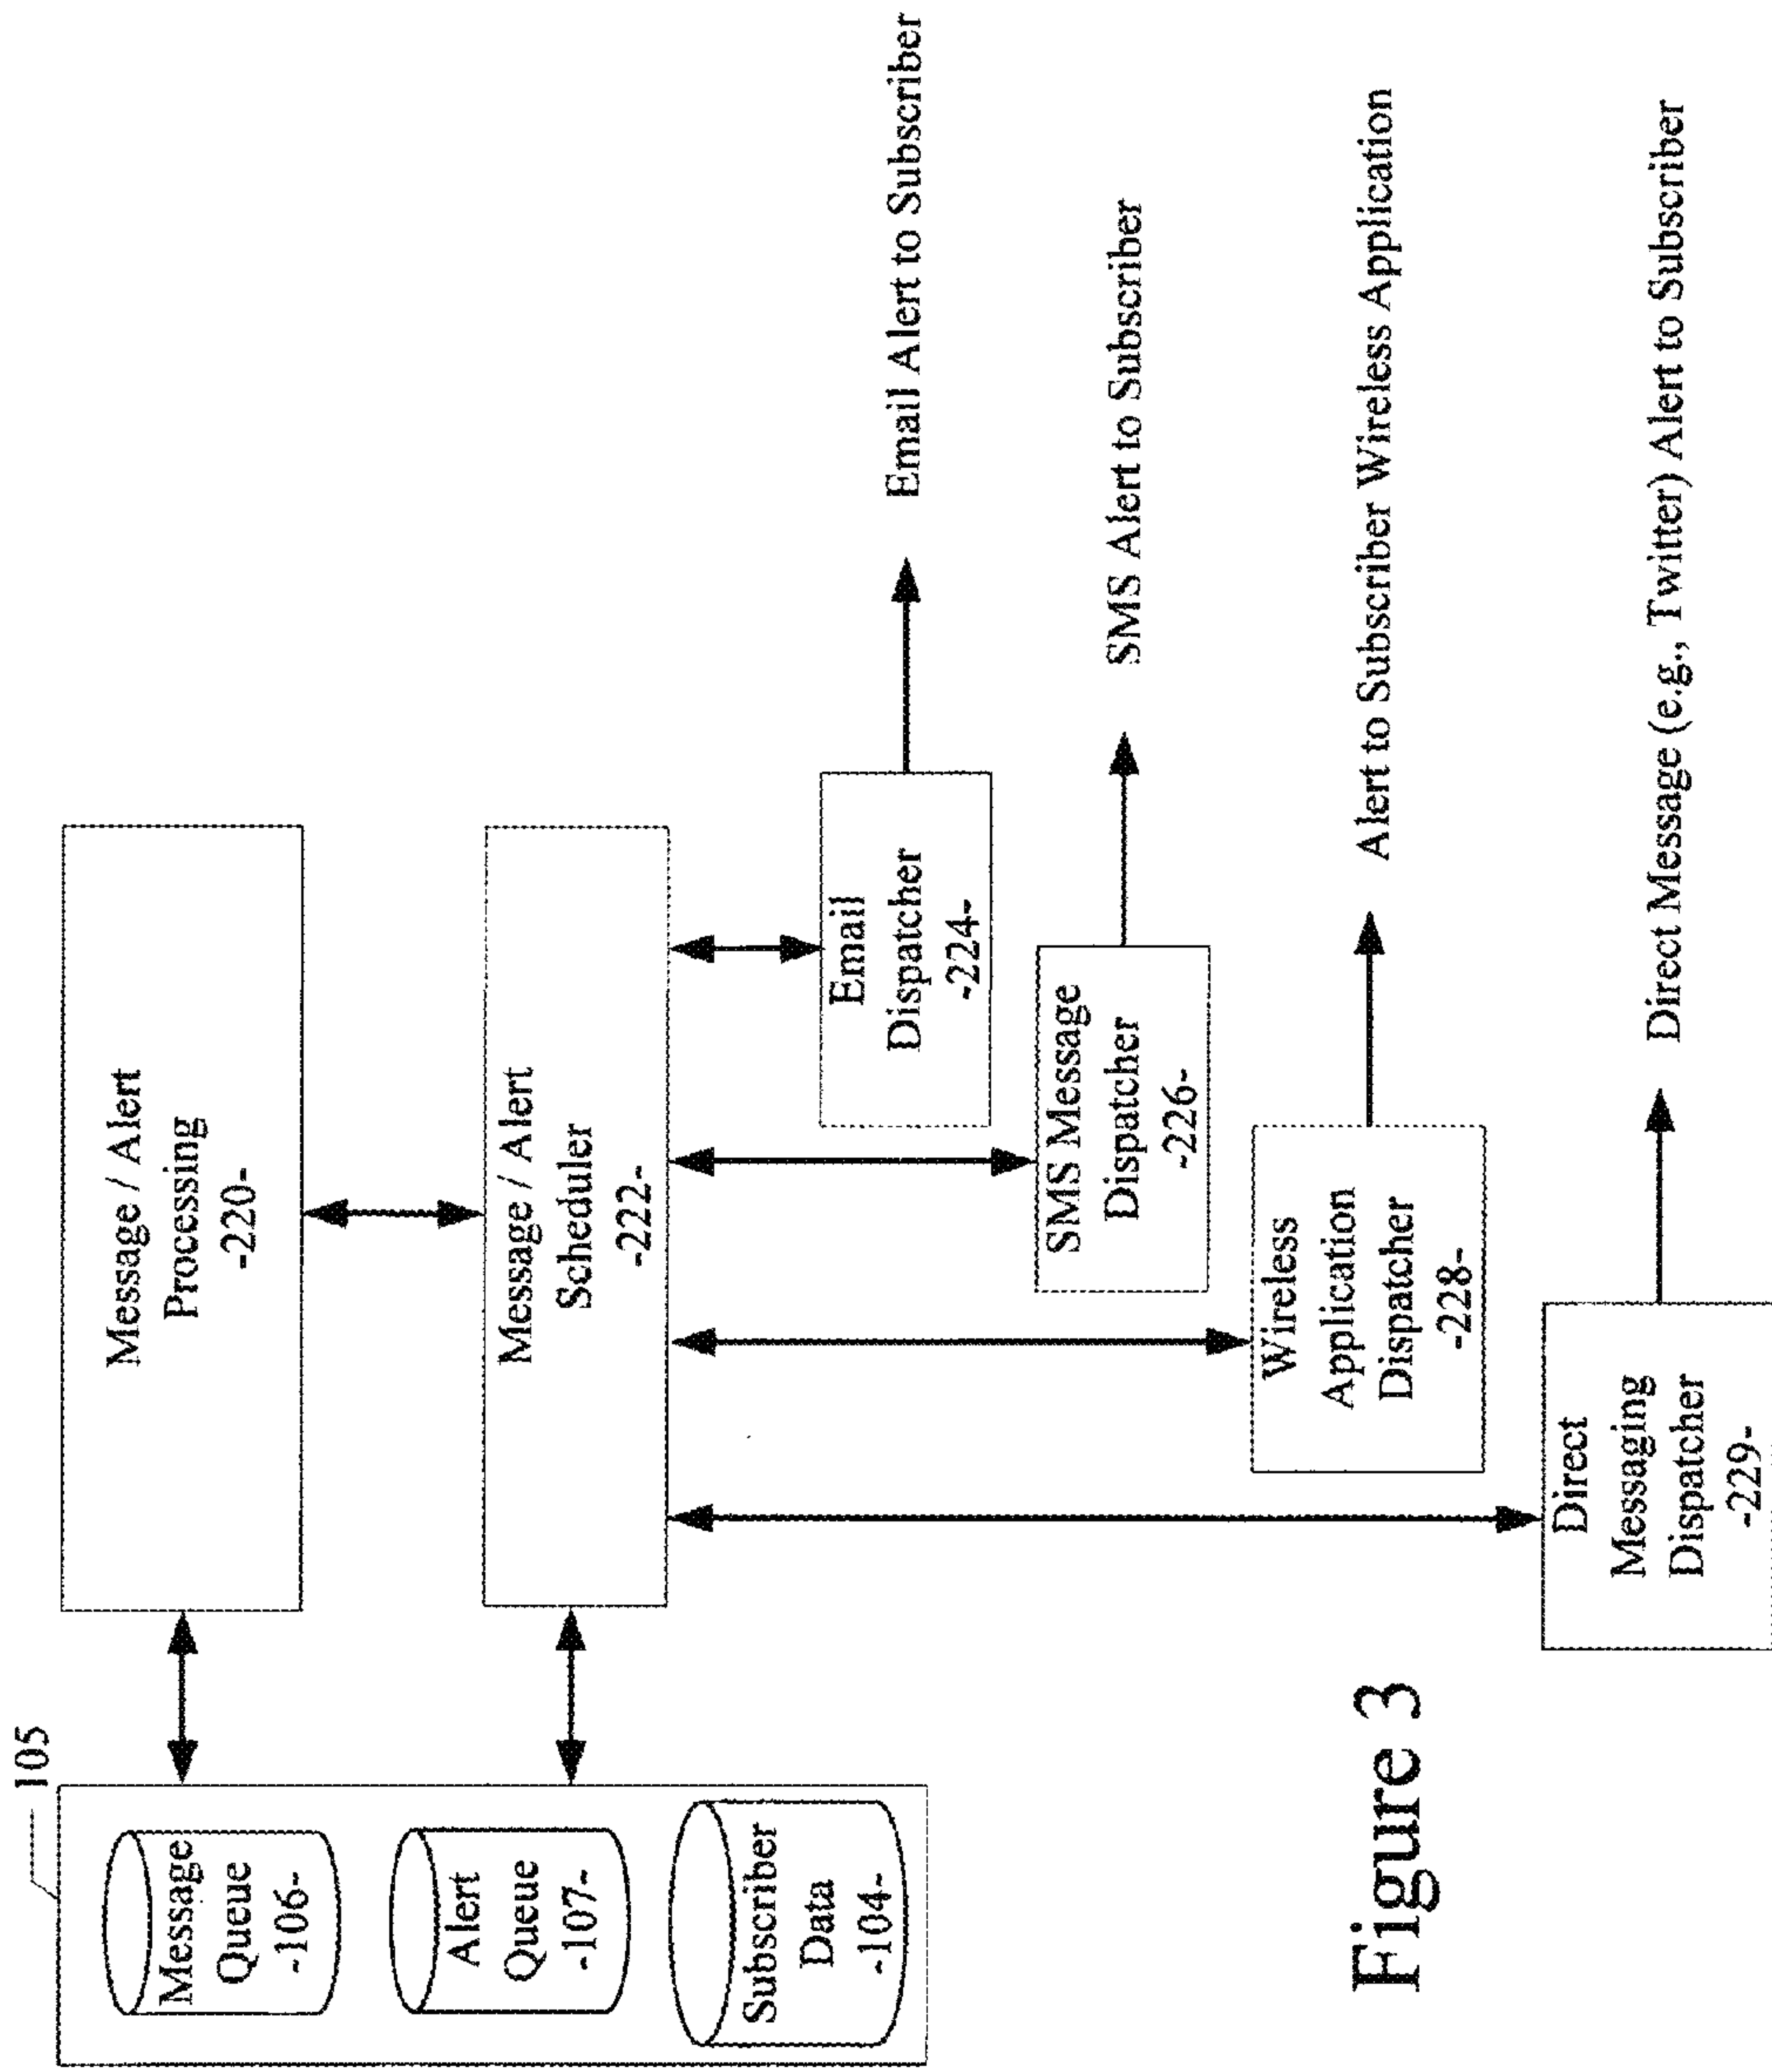 105
Message
Queue
-106-
Alert
Queue
-107-
Subscriber
Data
-104-
Message / Alert
Processing
-220-
Message / Alert
Scheduler
-222-
Email
Dispatcher
-224-
Email Alert to Subscriber
SMS Message
Dispatcher
-226-
SMS Alert to Subscriber
Wireless
Application
Dispatcher
-228-
Alert to Subscriber Wireless Application
Direct
Messaging
Dispatcher
-229-
Direct Message (e.g., Twitter) Alert to Subscriber
Figure 3